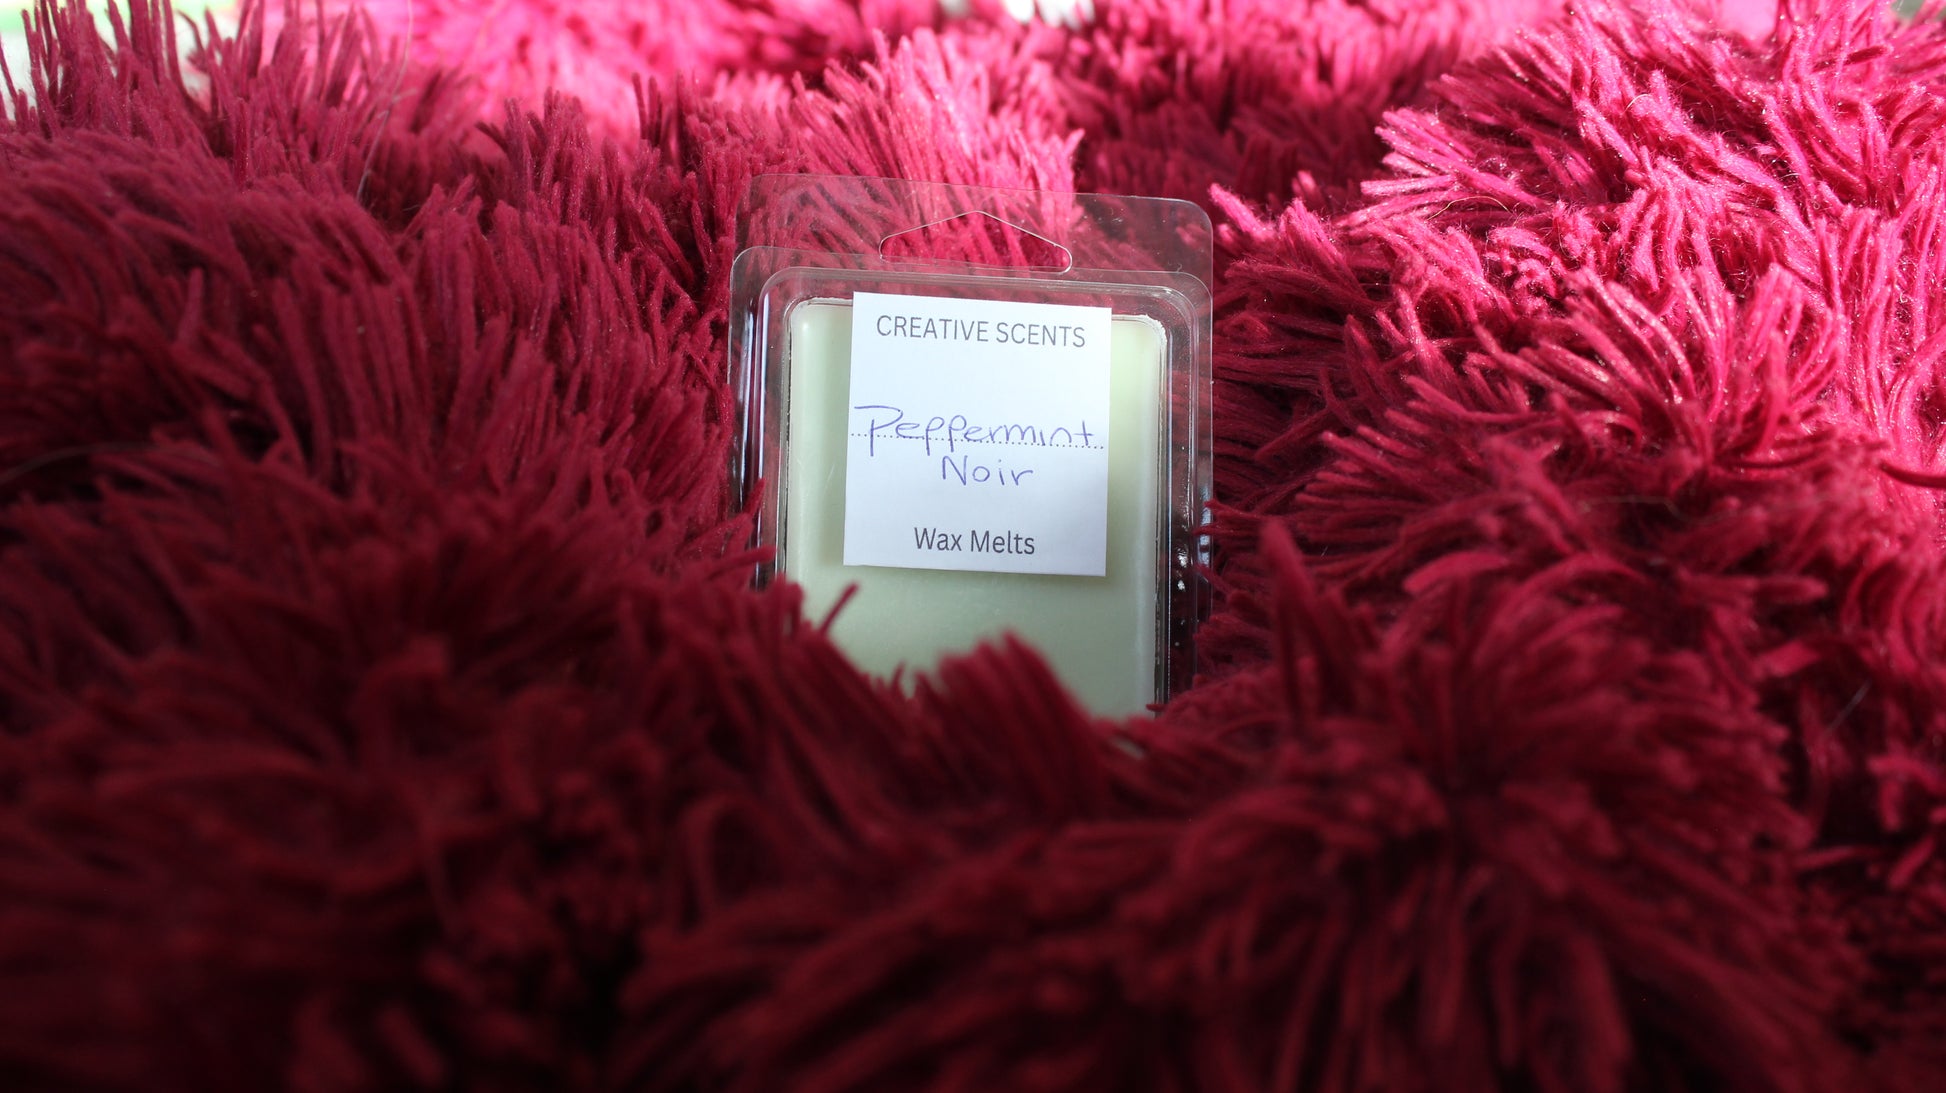 CREATIVE SCENTS
Peppermint
Noir
Wax Melts